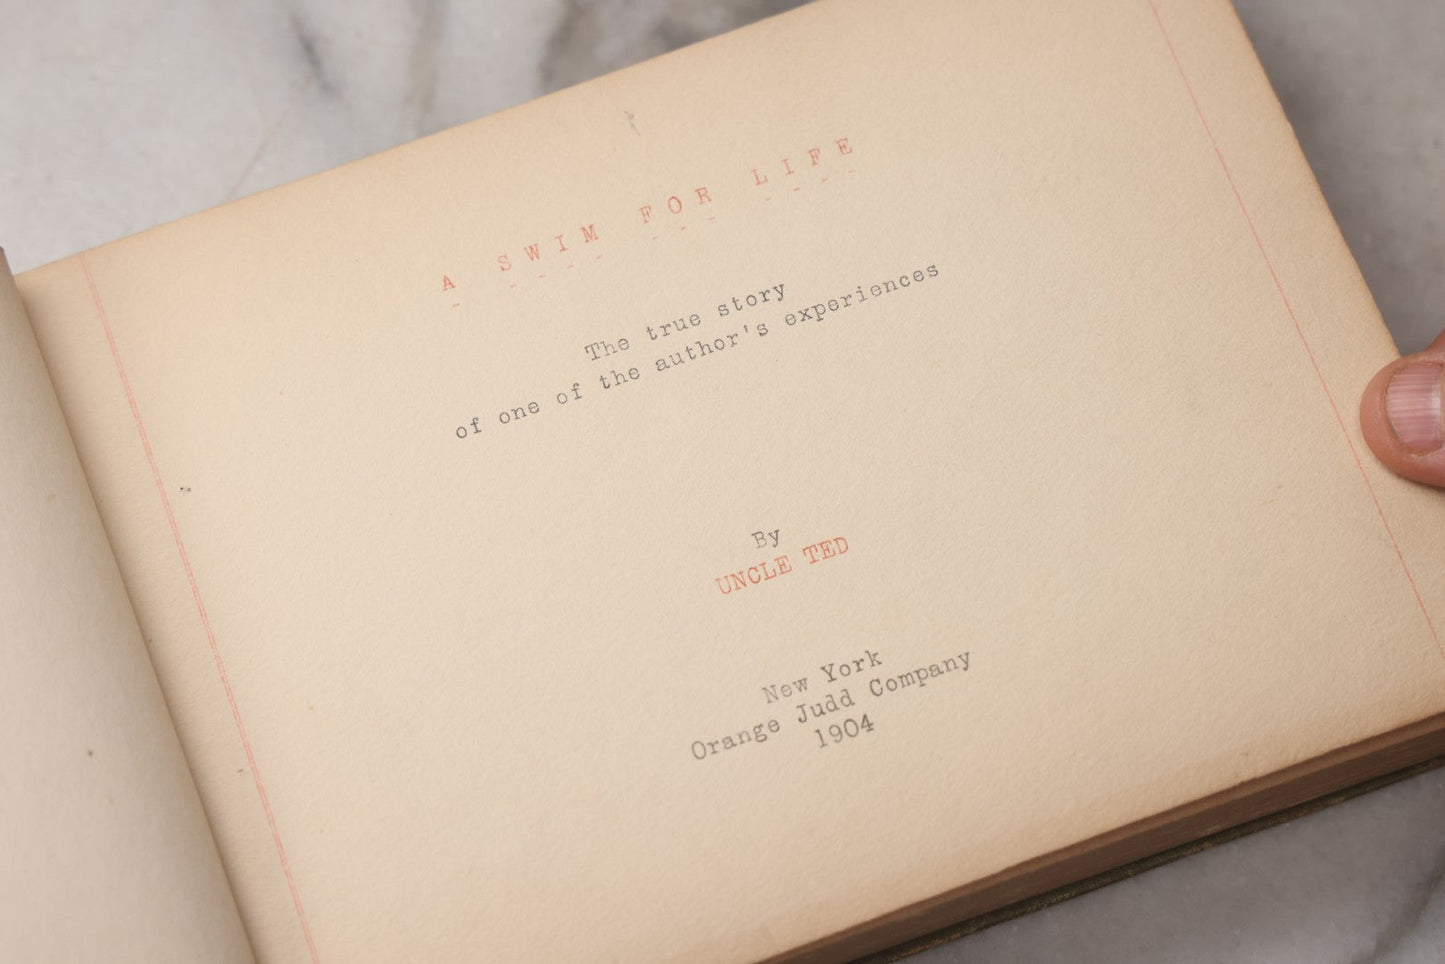 A SWIM FOR LIFE
The true story
of one of the author's experiences
By
UNCLE TED
New York
Orange Judd Company
1904